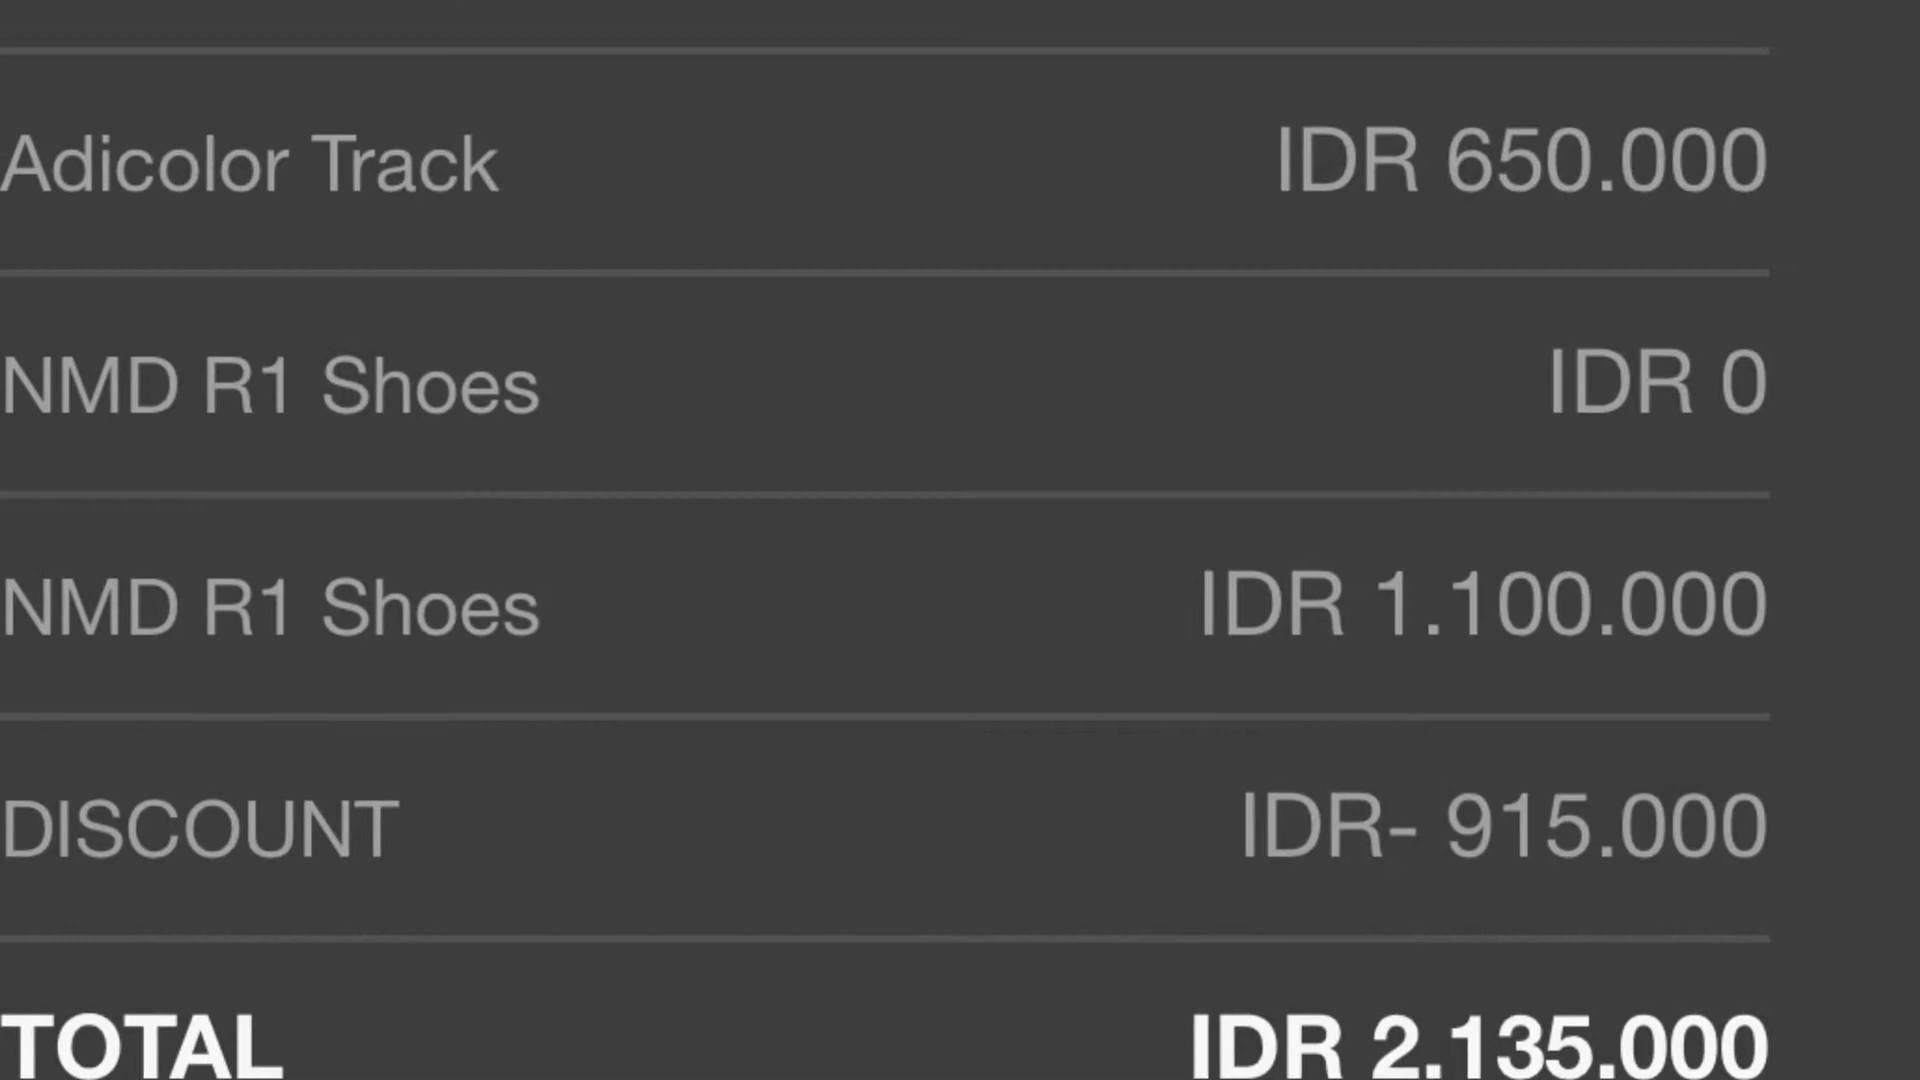 Adicolor Track IDR 650.000
NMD R1 Shoes IDR 0
NMD R1 Shoes IDR 1.100.000
DISCOUNT IDR- 915.000
TOTAL IDR 2.135.000